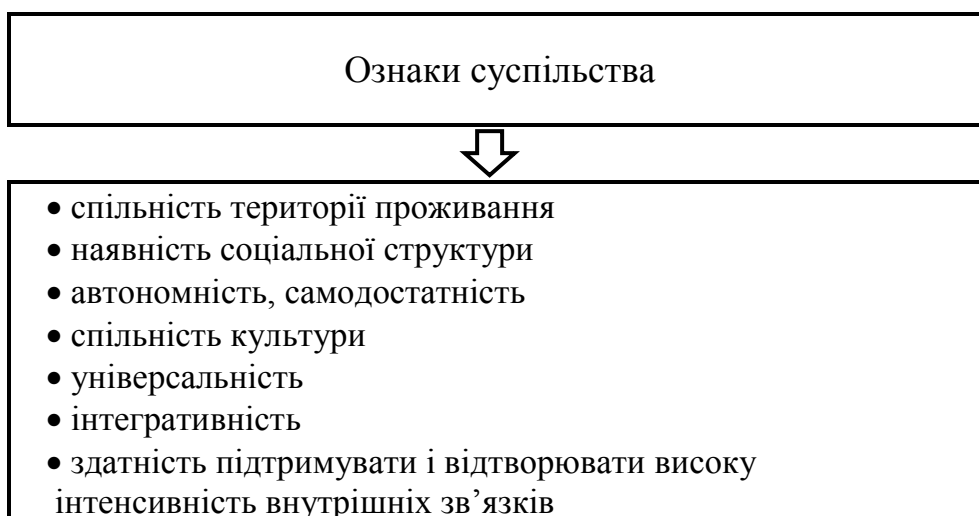 Ознаки суспільства
• спільність території проживання
• наявність соціальної структури
• автономність, самодостатність
• спільність культури
• універсальність
• інтегративність
• здатність підтримувати і відтворювати високу
інтенсивність внутрішніх зв’язків